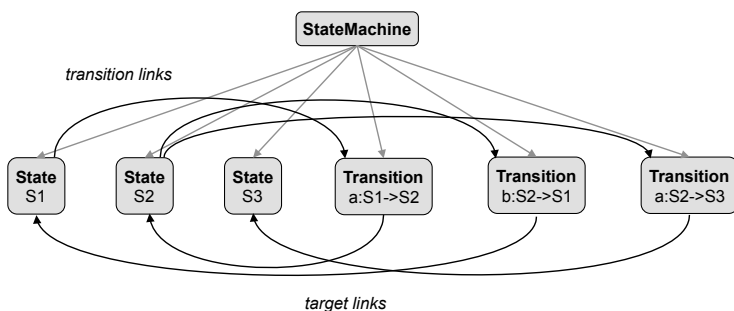 StateMachine
transition links
State
S1
State
S2
State
S3
Transition
a:S1->S2
Transition
b:S2->S1
Transition
a:S2->S3
target links